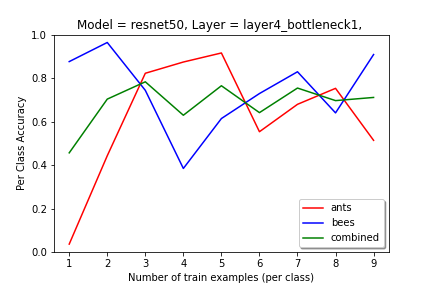 Model = resnet50, Layer = layer4_bottleneck1,
Per Class Accuracy
1.0
0.8
0.6
0.4
0.2
0.0
ants
bees
combined
1 2 3 4 5 6 7 8 9
Number of train examples (per class)